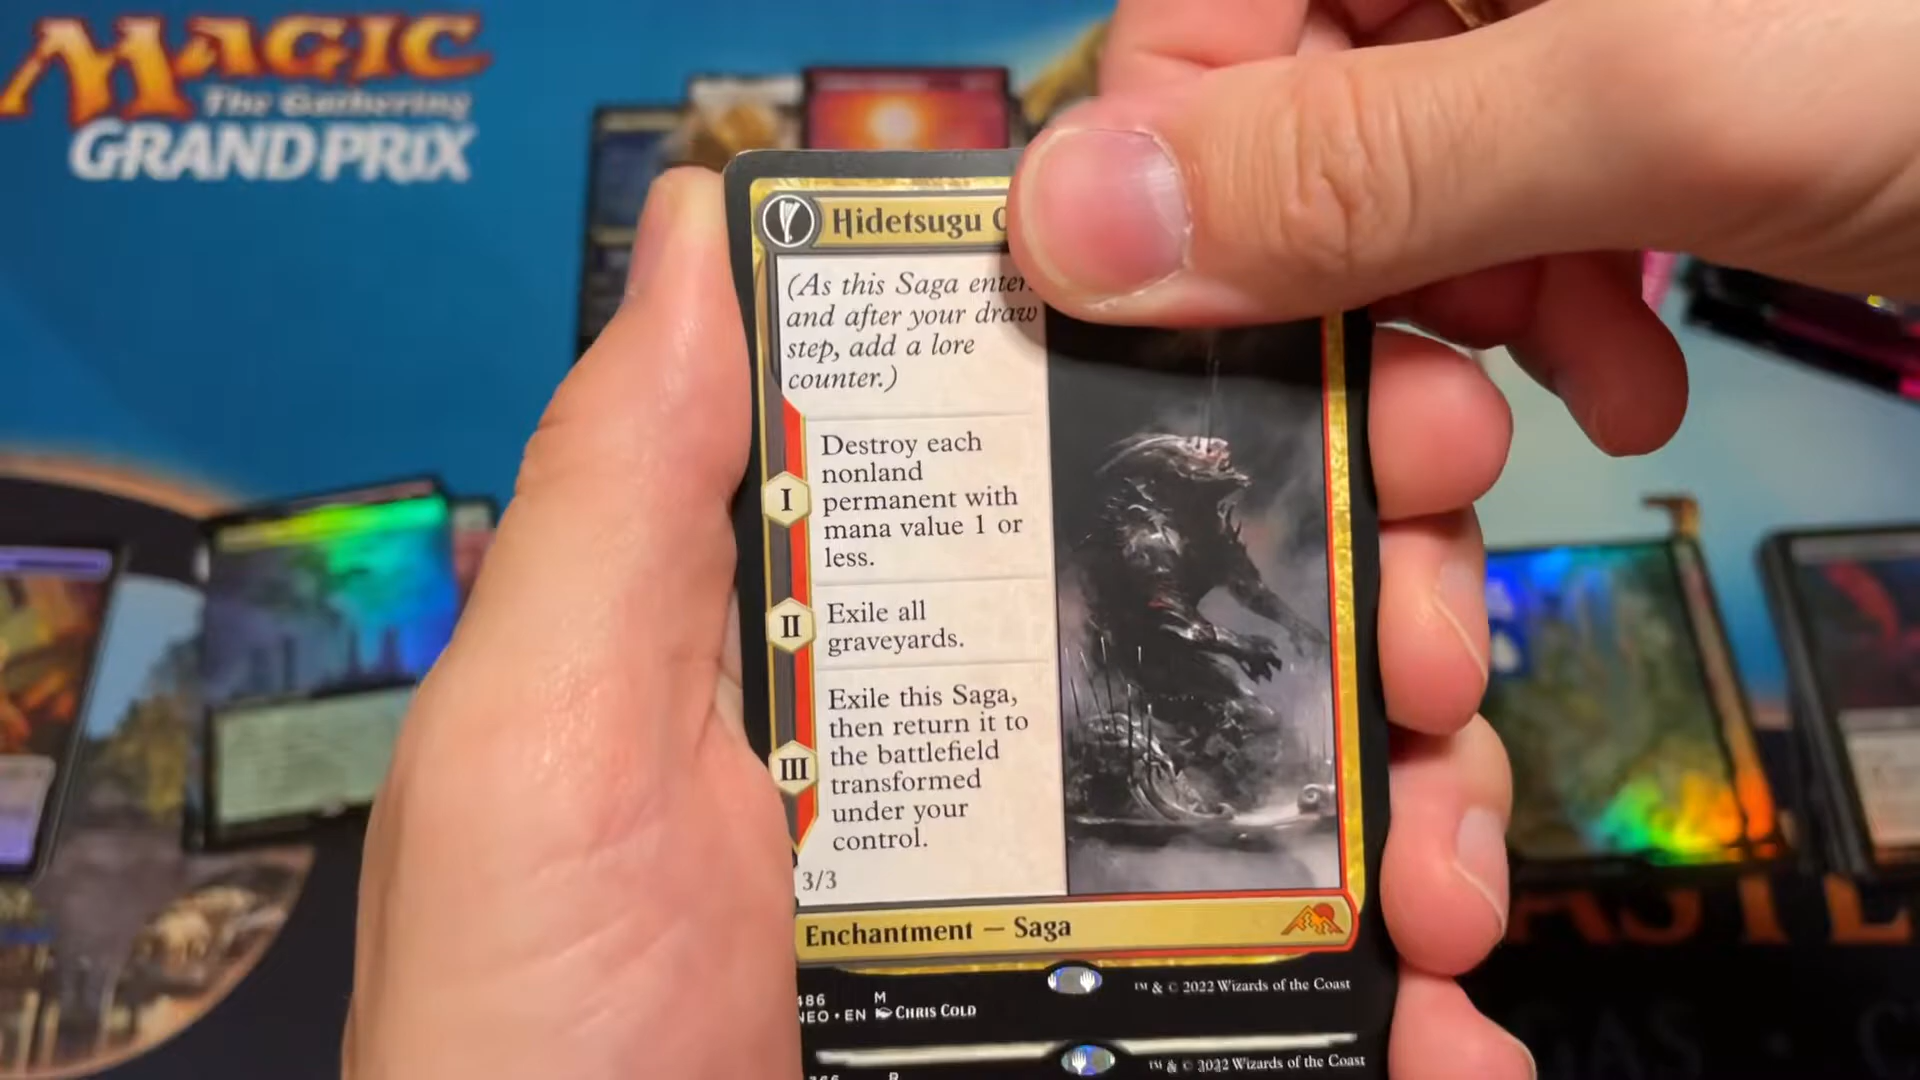 MAGIC
The Gathering
GRAND PRIX
Hidetsugu
(As this Saga enters
and after your draw
step, add a lore
counter.)
I
Destroy each
nonland
permanent with
mana value 1 or
less.
II
Exile all
graveyards.
III
Exile this Saga,
then return it to
the battlefield
transformed
under your
control.
3/3
Enchantment — Saga
486 M
NEO • EN CHRIS COLD
™ & © 2022 Wizards of the Coast
R
™ & © 2022 Wizards of the Coast